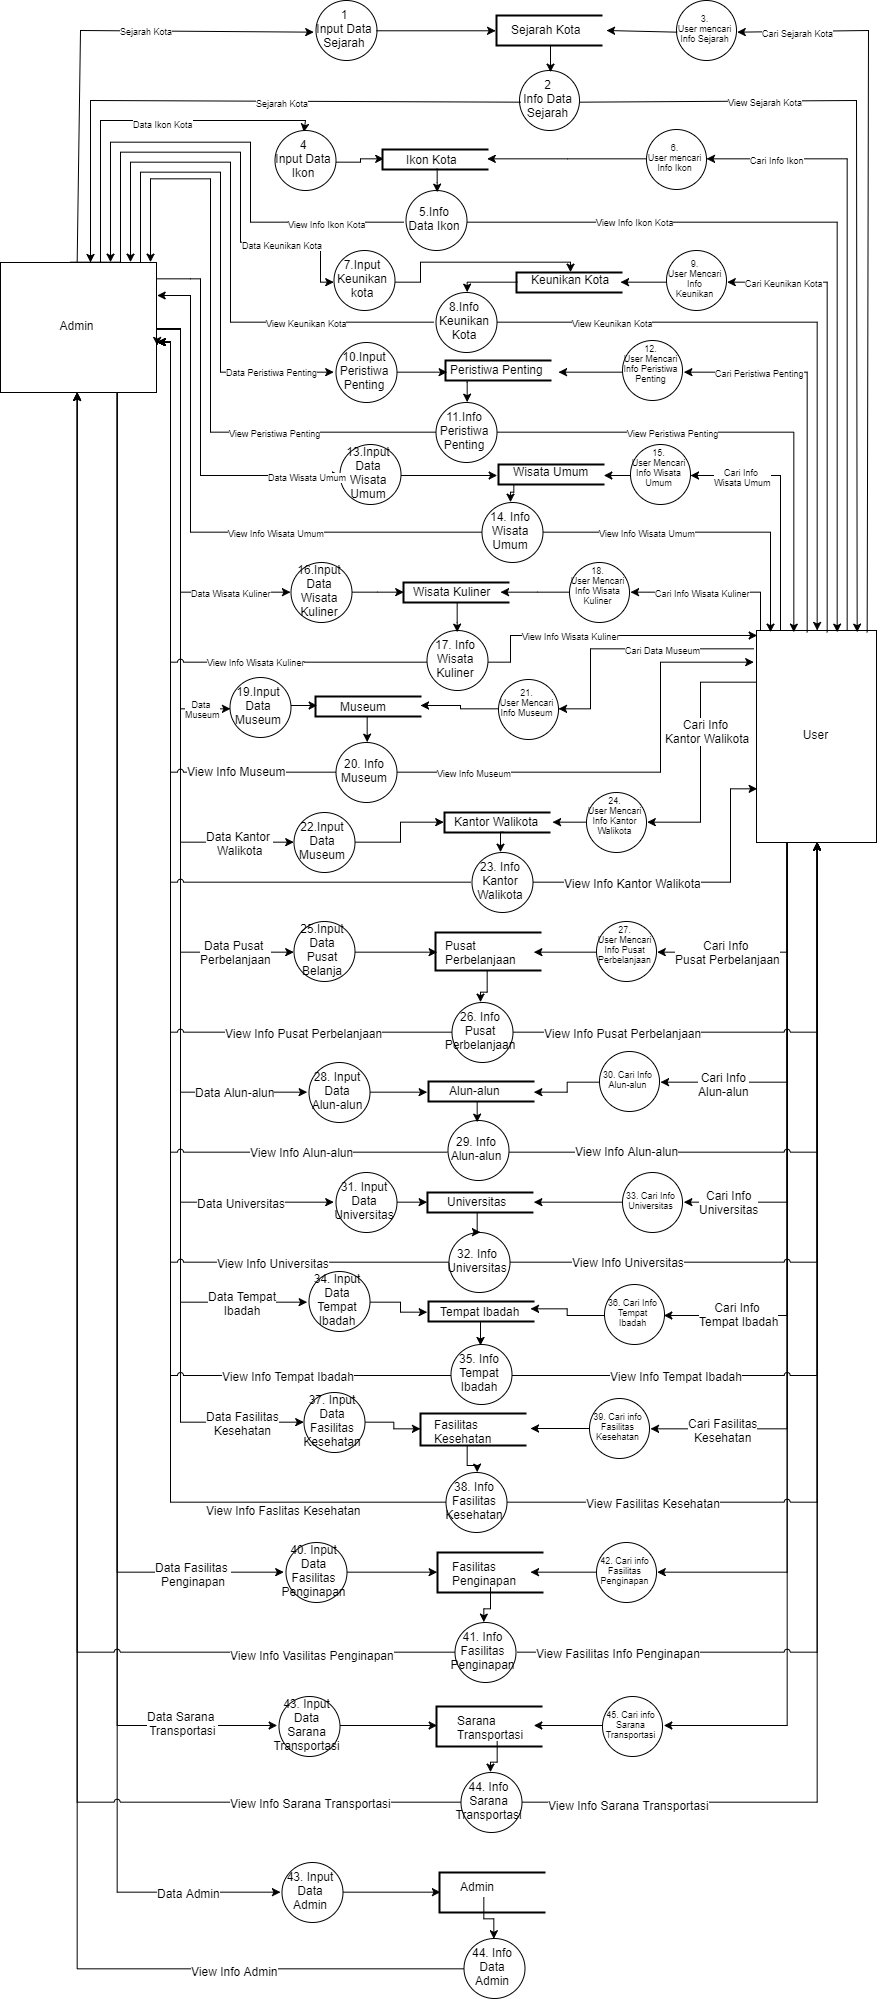 1
Input Data
Sejarah
Sejarah Kota
Sejarah Kota
3.
User mencari
Info Sejarah
Cari Sejarah Kota
2
Info Data
Sejarah
Sejarah Kota
View Sejarah Kota
Data Ikon Kota
4
Input Data
Ikon
Ikon Kota
6.
User mencari
Info Ikon
Cari Info Ikon
5.Info
Data Ikon
View Info Ikon Kota
View Info Ikon Kota
Data Keunikan Kota
7.Input
Keunikan
kota
Keunikan Kota
9.
User Mencari
Info
Keunikan
Cari Keunikan Kota
Admin
8.Info
Keunikan
Kota
View Keunikan Kota
View Keunikan Kota
Data Peristiwa Penting
10.Input
Peristiwa
Penting
Peristiwa Penting
12.
User Mencari
Info Peristiwa
Penting
Cari Peristiwa Penting
11.Info
Peristiwa
Penting
View Peristiwa Penting
View Peristiwa Penting
Data Wisata Umum
13.Input
Data
Wisata
Umum
Wisata Umum
15.
User Mencari
Info Wisata
Umum
Cari Info
Wisata Umum
14. Info
Wisata
Umum
View Info Wisata Umum
View Info Wisata Umum
Data Wisata Kuliner
16.Input
Data
Wisata
Kuliner
Wisata Kuliner
18.
User Mencari
Info Wisata
Kuliner
Cari Info Wisata Kuliner
17. Info
Wisata
Kuliner
View Info Wisata Kuliner
View Info Wisata Kuliner
Cari Data Museum
Data
Museum
19.Input
Data
Museum
Museum
21.
User Mencari
Info Museum
Cari Info
Kantor Walikota
User
20. Info
Museum
View Info Museum
View Info Museum
Data Kantor
Walikota
22.Input
Data
Museum
Kantor Walikota
24.
User Mencari
Info Kantor
Walikota
23. Info
Kantor
Walikota
View Info Kantor Walikota
Data Pusat
Perbelanjaan
25.Input
Data
Pusat
Belanja
Pusat
Perbelanjaan
27.
User Mencari
Info Pusat
Perbelanjaan
Cari Info
Pusat Perbelanjaan
26. Info
Pusat
Perbelanjaan
View Info Pusat Perbelanjaan
View Info Pusat Perbelanjaan
Data Alun-alun
28. Input
Data
Alun-alun
Alun-alun
30. Cari Info
Alun-alun
Cari Info
Alun-alun
29. Info
Alun-alun
View Info Alun-alun
View Info Alun-alun
Data Universitas
31. Input
Data
Universitas
Universitas
33. Cari Info
Universitas
Cari Info
Universitas
32. Info
Universitas
View Info Universitas
View Info Universitas
Data Tempat
Ibadah
34. Input
Data
Tempat
Ibadah
Tempat Ibadah
36. Cari Info
Tempat
Ibadah
Cari Info
Tempat Ibadah
35. Info
Tempat
Ibadah
View Info Tempat Ibadah
View Info Tempat Ibadah
Data Fasilitas
Kesehatan
37. Input
Data
Fasilitas
Kesehatan
Fasilitas
Kesehatan
39. Cari info
Fasilitas
Kesehatan
Cari Fasilitas
Kesehatan
38. Info
Fasilitas
Kesehatan
View Info Faslitas Kesehatan
View Fasilitas Kesehatan
Data Fasilitas
Penginapan
40. Input
Data
Fasilitas
Penginapan
Fasilitas
Penginapan
42. Cari info
Fasilitas
Penginapan
41. Info
Fasilitas
Penginapan
View Info Vasilitas Penginapan
View Fasilitas Info Penginapan
Data Sarana
Transportasi
43. Input
Data
Sarana
Transportasi
Sarana
Transportasi
45. Cari info
Sarana
Transportasi
44. Info
Sarana
Transportasi
View Info Sarana Transportasi
View Info Sarana Transportasi
Data Admin
43. Input
Data
Admin
Admin
44. Info
Data
Admin
View Info Admin